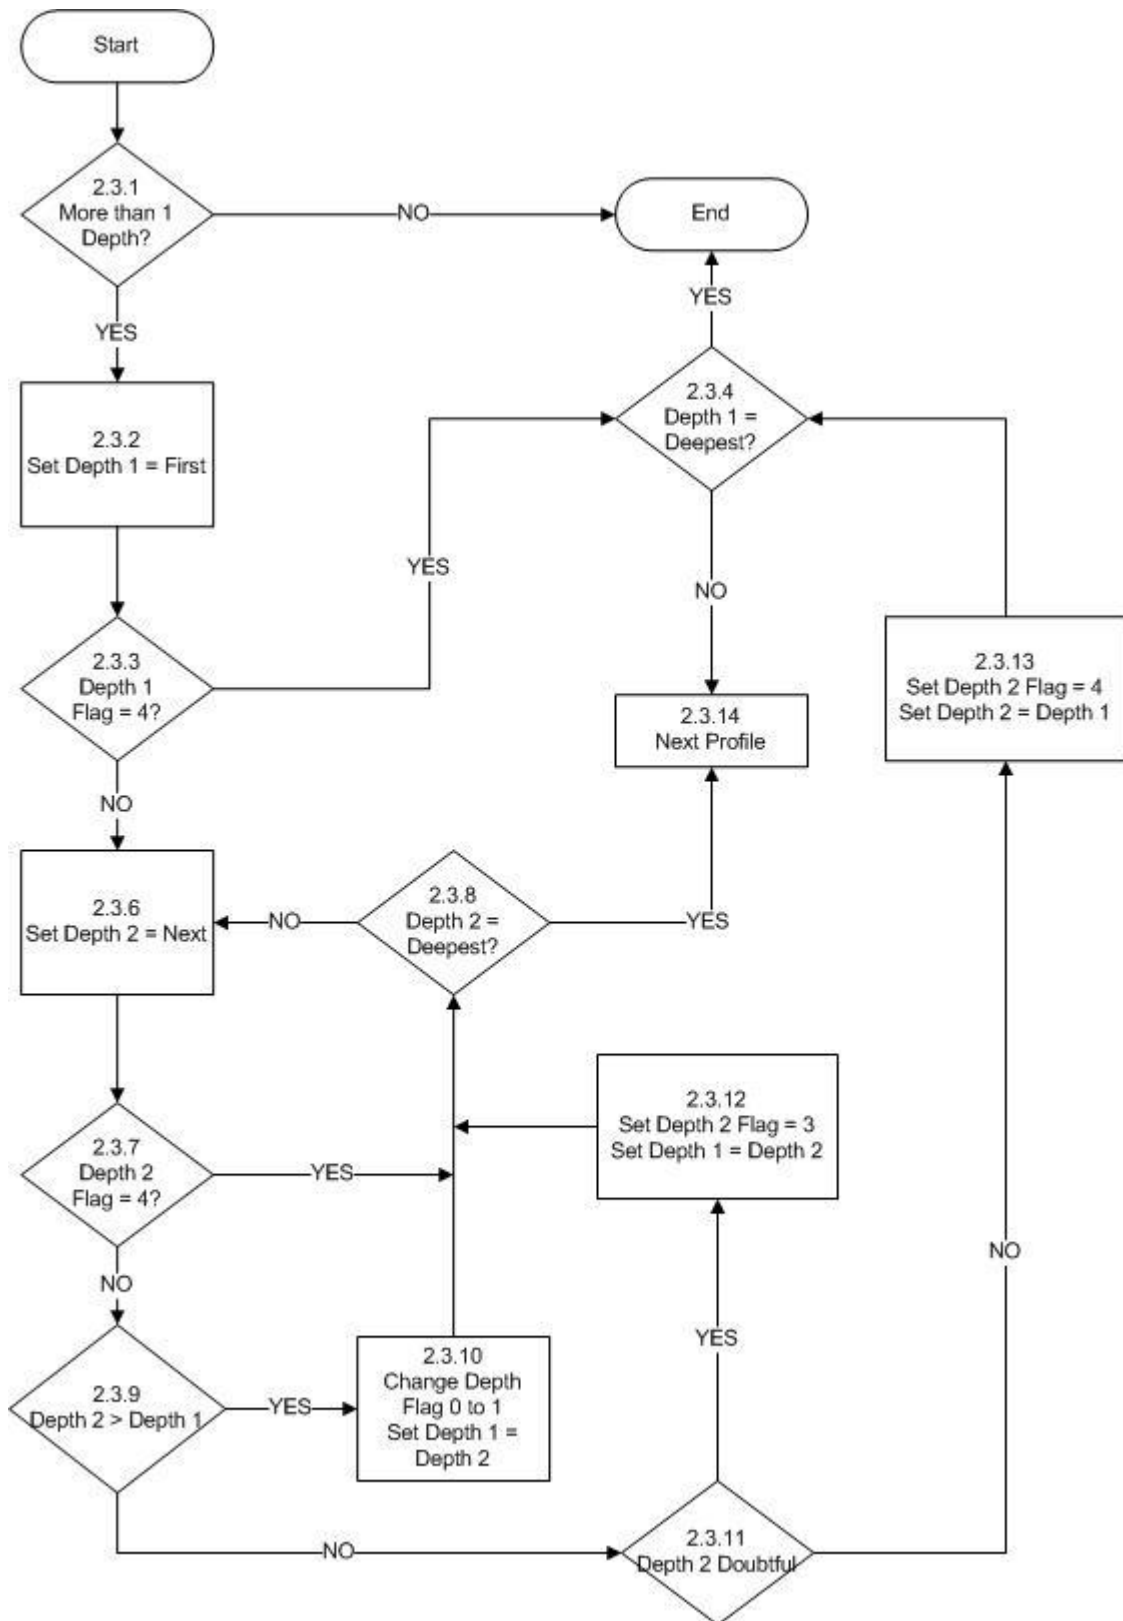 Start
2.3.1
More than 1
Depth?
NO
End
YES
YES
2.3.2
Set Depth 1 = First
2.3.4
Depth 1 =
Deepest?
YES
NO
2.3.3
Depth 1
Flag = 4?
2.3.13
Set Depth 2 Flag = 4
Set Depth 2 = Depth 1
2.3.14
Next Profile
NO
2.3.6
Set Depth 2 = Next
NO
2.3.8
Depth 2 =
Deepest?
YES
2.3.12
Set Depth 2 Flag = 3
Set Depth 1 = Depth 2
2.3.7
Depth 2
Flag = 4?
YES
NO
NO
YES
2.3.9
Depth 2 > Depth 1
YES
2.3.10
Change Depth
Flag 0 to 1
Set Depth 1 =
Depth 2
NO
2.3.11
Depth 2 Doubtful